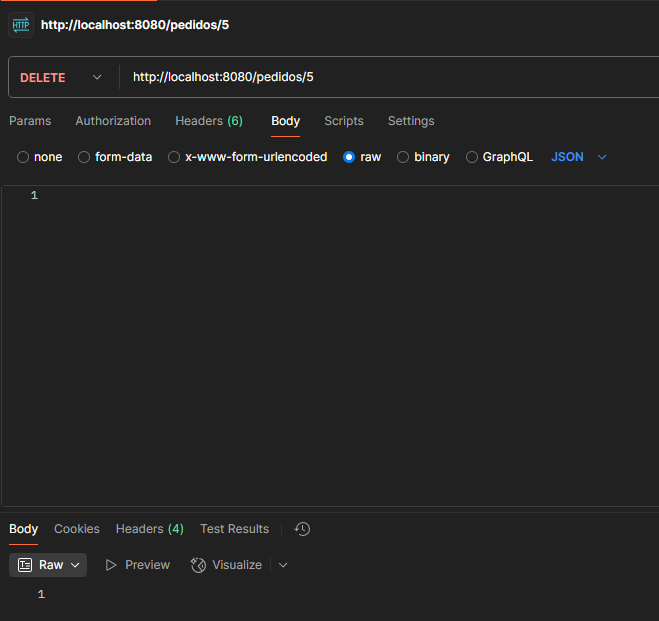 HTTP http://localhost:8080/pedidos/5
DELETE http://localhost:8080/pedidos/5
Params Authorization Headers (6) Body Scripts Settings
none form-data x-www-form-urlencoded raw binary GraphQL JSON
1
Body Cookies Headers (4) Test Results
Raw Preview Visualize
1